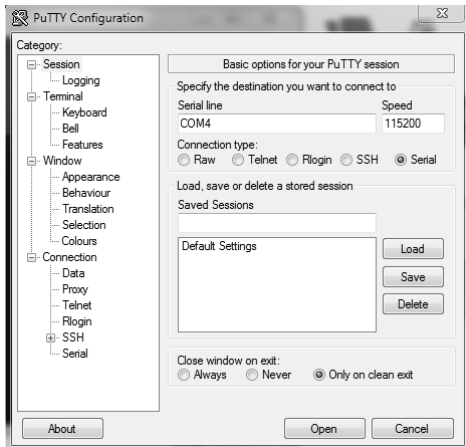 PuTTY Configuration
Category:
Session
Logging
Terminal
Keyboard
Bell
Features
Window
Appearance
Behaviour
Translation
Selection
Colours
Connection
Data
Proxy
Telnet
Rlogin
SSH
Serial
Basic options for your PuTTY session
Specify the destination you want to connect to
Serial line Speed
COM4 115200
Connection type:
Raw Telnet Rlogin SSH Serial
Load, save or delete a stored session
Saved Sessions
Default Settings
Load
Save
Delete
Close window on exit:
Always Never Only on clean exit
About Open Cancel